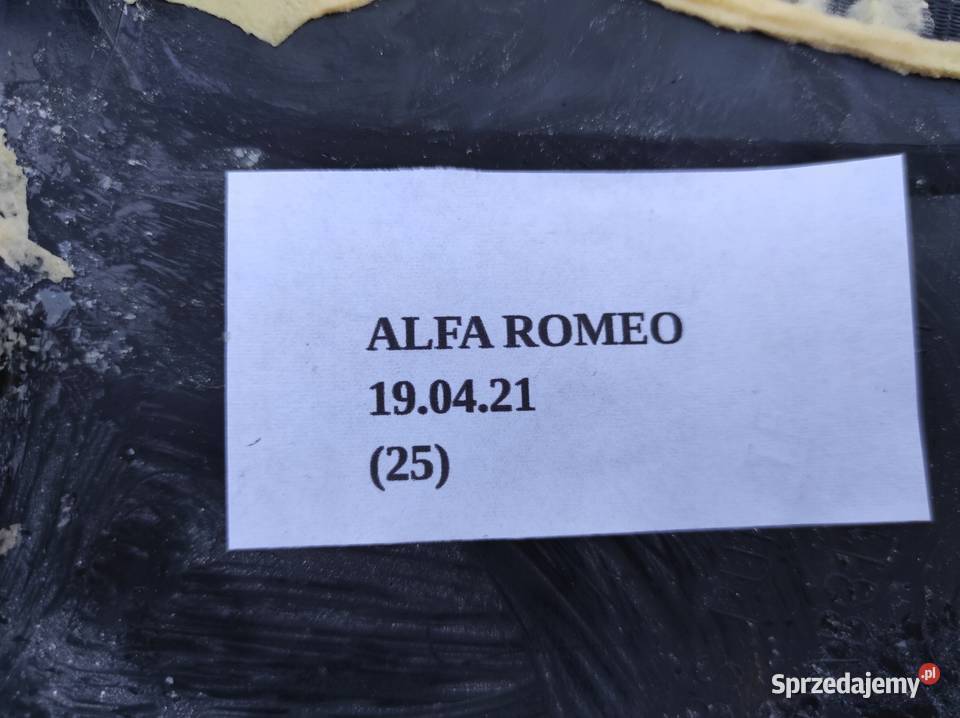 ALFA ROMEO
19.04.21
(25)
Sprzedajemy.pl